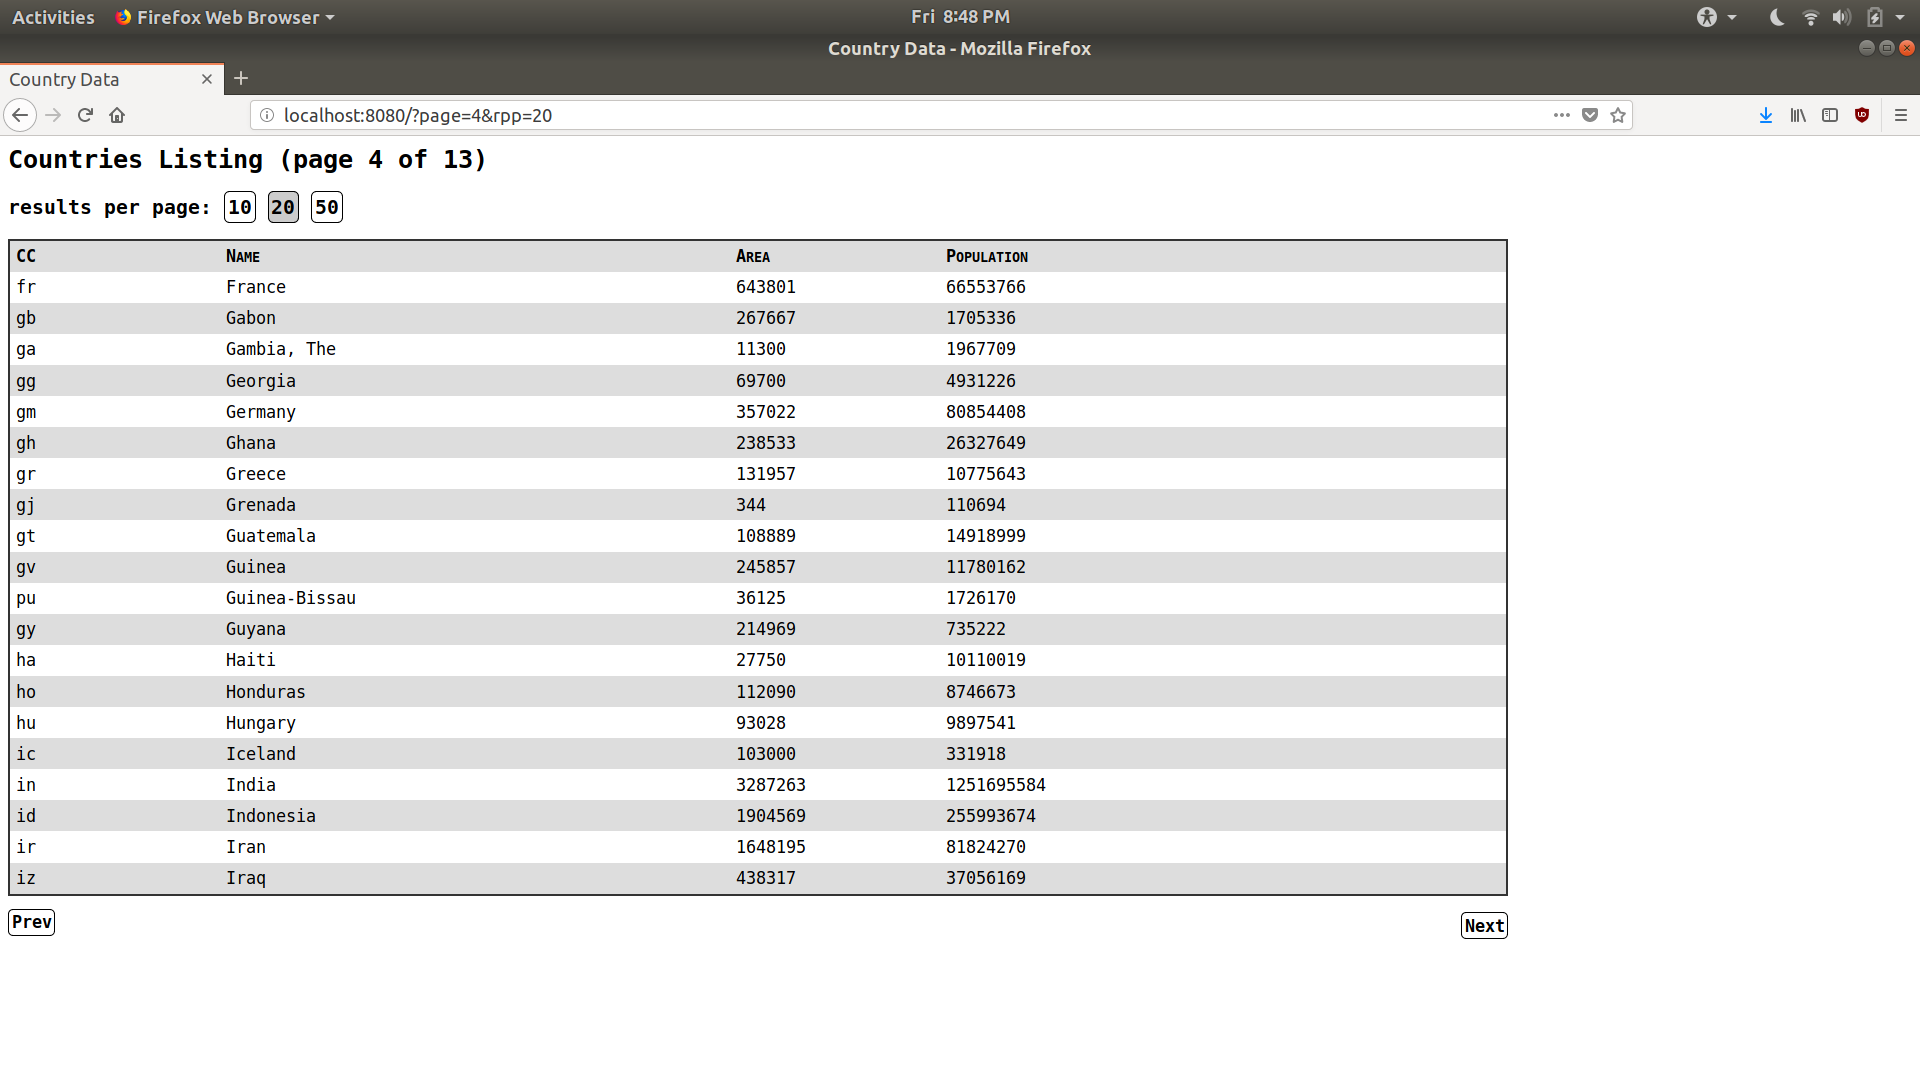 Activities Firefox Web Browser Fri 8:48 PM
Country Data - Mozilla Firefox
Country Data
localhost:8080/?page=4&rpp=20
Countries Listing (page 4 of 13)
results per page: 10 20 50
CC Name Area Population
fr France 643801 66553766
gb Gabon 267667 1705336
ga Gambia, The 11300 1967709
gg Georgia 69700 4931226
gm Germany 357022 80854408
gh Ghana 238533 26327649
gr Greece 131957 10775643
gj Grenada 344 110694
gt Guatemala 108889 14918999
gv Guinea 245857 11780162
pu Guinea-Bissau 36125 1726170
gy Guyana 214969 735222
ha Haiti 27750 10110019
ho Honduras 112090 8746673
hu Hungary 93028 9897541
ic Iceland 103000 331918
in India 3287263 1251695584
id Indonesia 1904569 255993674
ir Iran 1648195 81824270
iz Iraq 438317 37056169
Prev Next